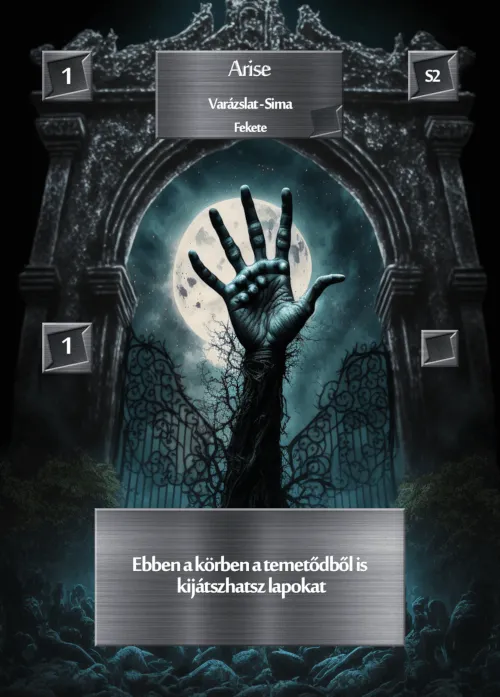 1
Arise
S2
Varázslat - Sima
Fekete
1
Ebben a körben a temetődből is
kijátszhatsz lapokat